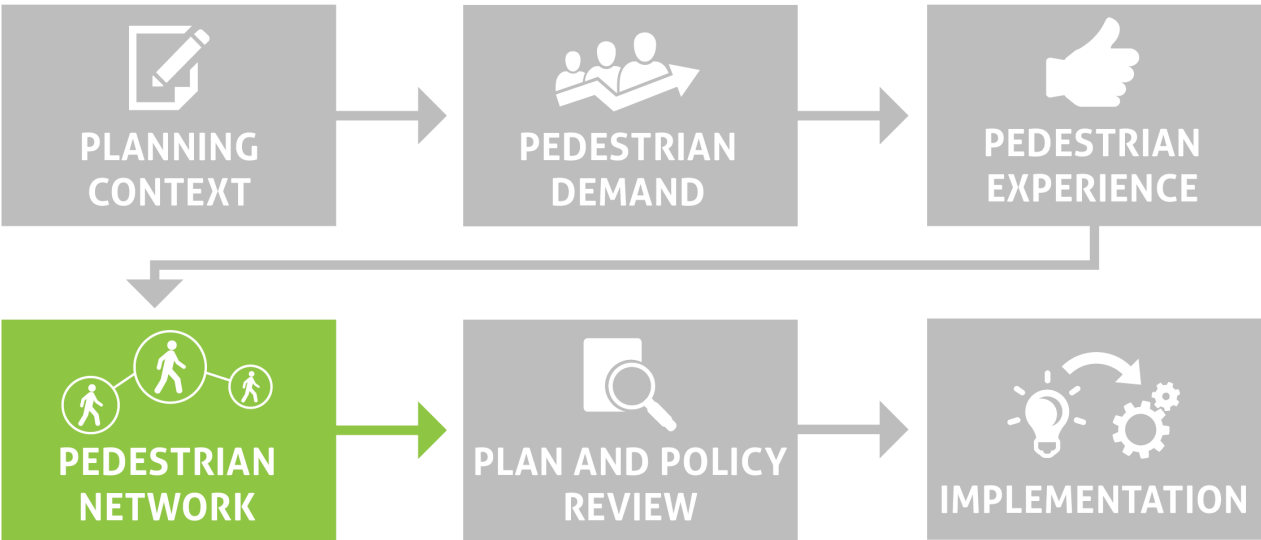 PLANNING
CONTEXT
PEDESTRIAN
DEMAND
PEDESTRIAN
EXPERIENCE
PEDESTRIAN
NETWORK
PLAN AND POLICY
REVIEW
IMPLEMENTATION